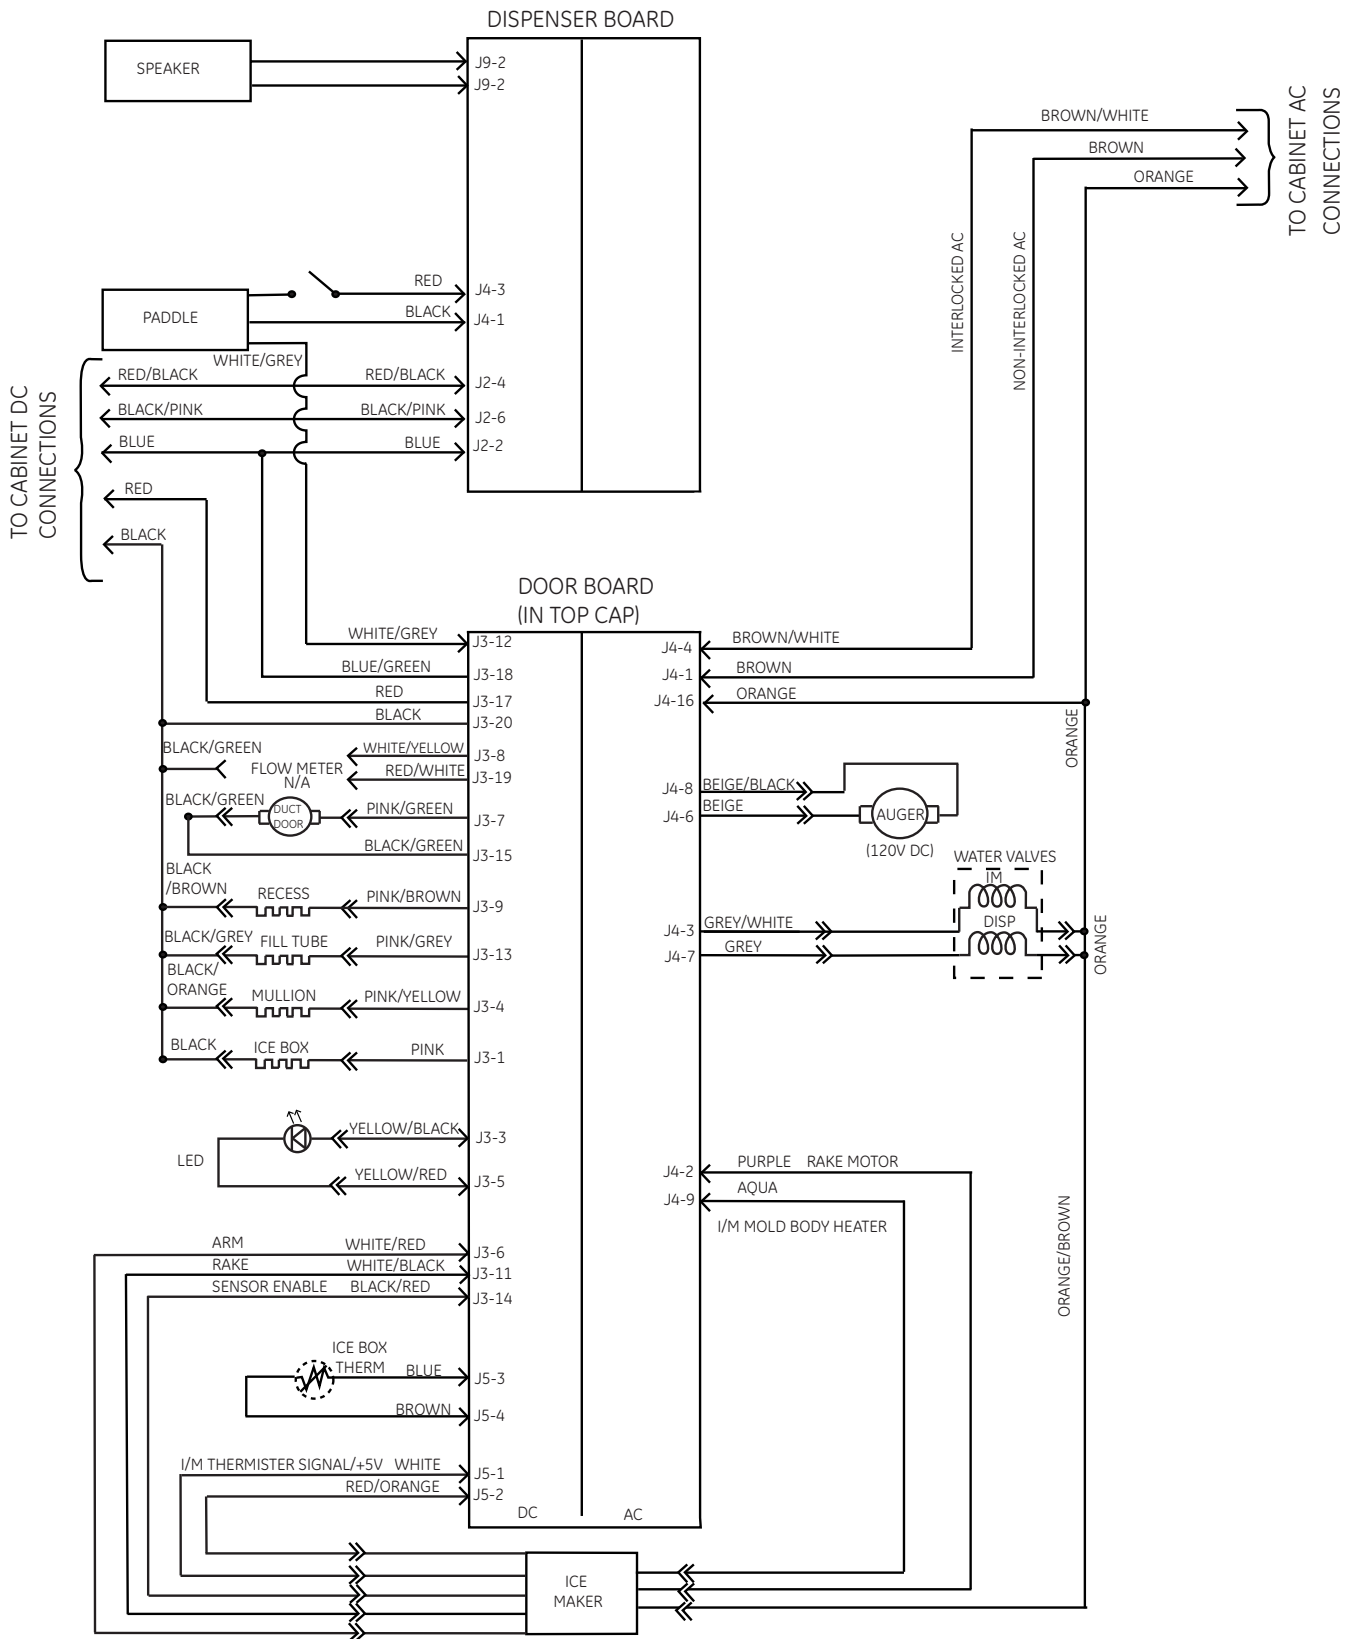 DISPENSER BOARD
SPEAKER
J9-2
J9-2
BROWN/WHITE
BROWN
ORANGE
TO CABINET AC
CONNECTIONS
INTERLOCKED AC
NON-INTERLOCKED AC
RED
J4-3
PADDLE
BLACK
J4-1
WHITE/GREY
RED/BLACK
RED/BLACK
J2-4
BLACK/PINK
BLACK/PINK
J2-6
BLUE
BLUE
J2-2
TO CABINET DC
CONNECTIONS
RED
BLACK
DOOR BOARD
(IN TOP CAP)
WHITE/GREY
J3-12
J4-4
BROWN/WHITE
BLUE/GREEN
J3-18
J4-1
BROWN
RED
J3-17
J4-16
ORANGE
BLACK
J3-20
ORANGE
BLACK/GREEN
WHITE/YELLOW
J3-8
FLOW METER
N/A
RED/WHITE
J3-19
J4-8
BEIGE/BLACK
BLACK/GREEN
DUCT
DOOR
PINK/GREEN
J3-7
J4-6
BEIGE
AUGER
(120V DC)
BLACK/GREEN
J3-15
WATER VALVES
IM
BLACK
/BROWN
RECESS
PINK/BROWN
J3-9
DISP
J4-3
GREY/WHITE
BLACK/GREY
FILL TUBE
PINK/GREY
J3-13
J4-7
GREY
ORANGE
BLACK/
ORANGE
MULLION
PINK/YELLOW
J3-4
BLACK
ICE BOX
PINK
J3-1
YELLOW/BLACK
J3-3
LED
YELLOW/RED
J3-5
J4-2
PURPLE RAKE MOTOR
J4-9
AQUA
I/M MOLD BODY HEATER
ORANGE/BROWN
ARM WHITE/RED
J3-6
RAKE WHITE/BLACK
J3-11
SENSOR ENABLE BLACK/RED
J3-14
ICE BOX
THERM
BLUE
J5-3
BROWN
J5-4
I/M THERMISTER SIGNAL/+5V WHITE
J5-1
RED/ORANGE
J5-2
DC
AC
ICE
MAKER